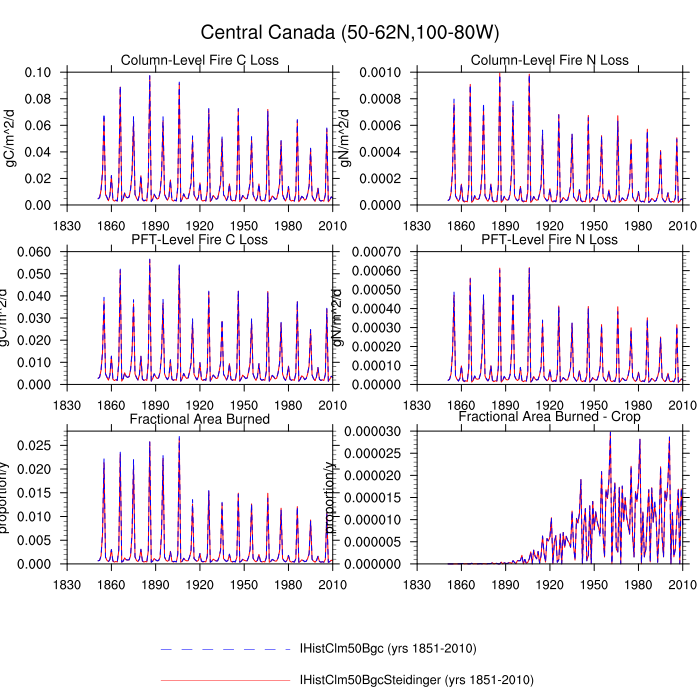 Central Canada (50-62N,100-80W)
Column-Level Fire C Loss
gC/m^2/d
0.10
0.08
0.06
0.04
0.02
0.00
1830 1860 1890 1920 1950 1980 2010
Column-Level Fire N Loss
gN/m^2/d
0.0010
0.0008
0.0006
0.0004
0.0002
0.0000
1830 1860 1890 1920 1950 1980 2010
PFT-Level Fire C Loss
gC/m^2/d
0.060
0.050
0.040
0.030
0.020
0.010
0.000
1830 1860 1890 1920 1950 1980 2010
PFT-Level Fire N Loss
gN/m^2/d
0.00070
0.00060
0.00050
0.00040
0.00030
0.00020
0.00010
0.00000
1830 1860 1890 1920 1950 1980 2010
Fractional Area Burned
proportion/y
0.025
0.020
0.015
0.010
0.005
0.000
1830 1860 1890 1920 1950 1980 2010
Fractional Area Burned - Crop
proportion/y
0.000030
0.000025
0.000020
0.000015
0.000010
0.000005
0.000000
1830 1860 1890 1920 1950 1980 2010
IHistClm50Bgc (yrs 1851-2010)
IHistClm50BgcSteidinger (yrs 1851-2010)